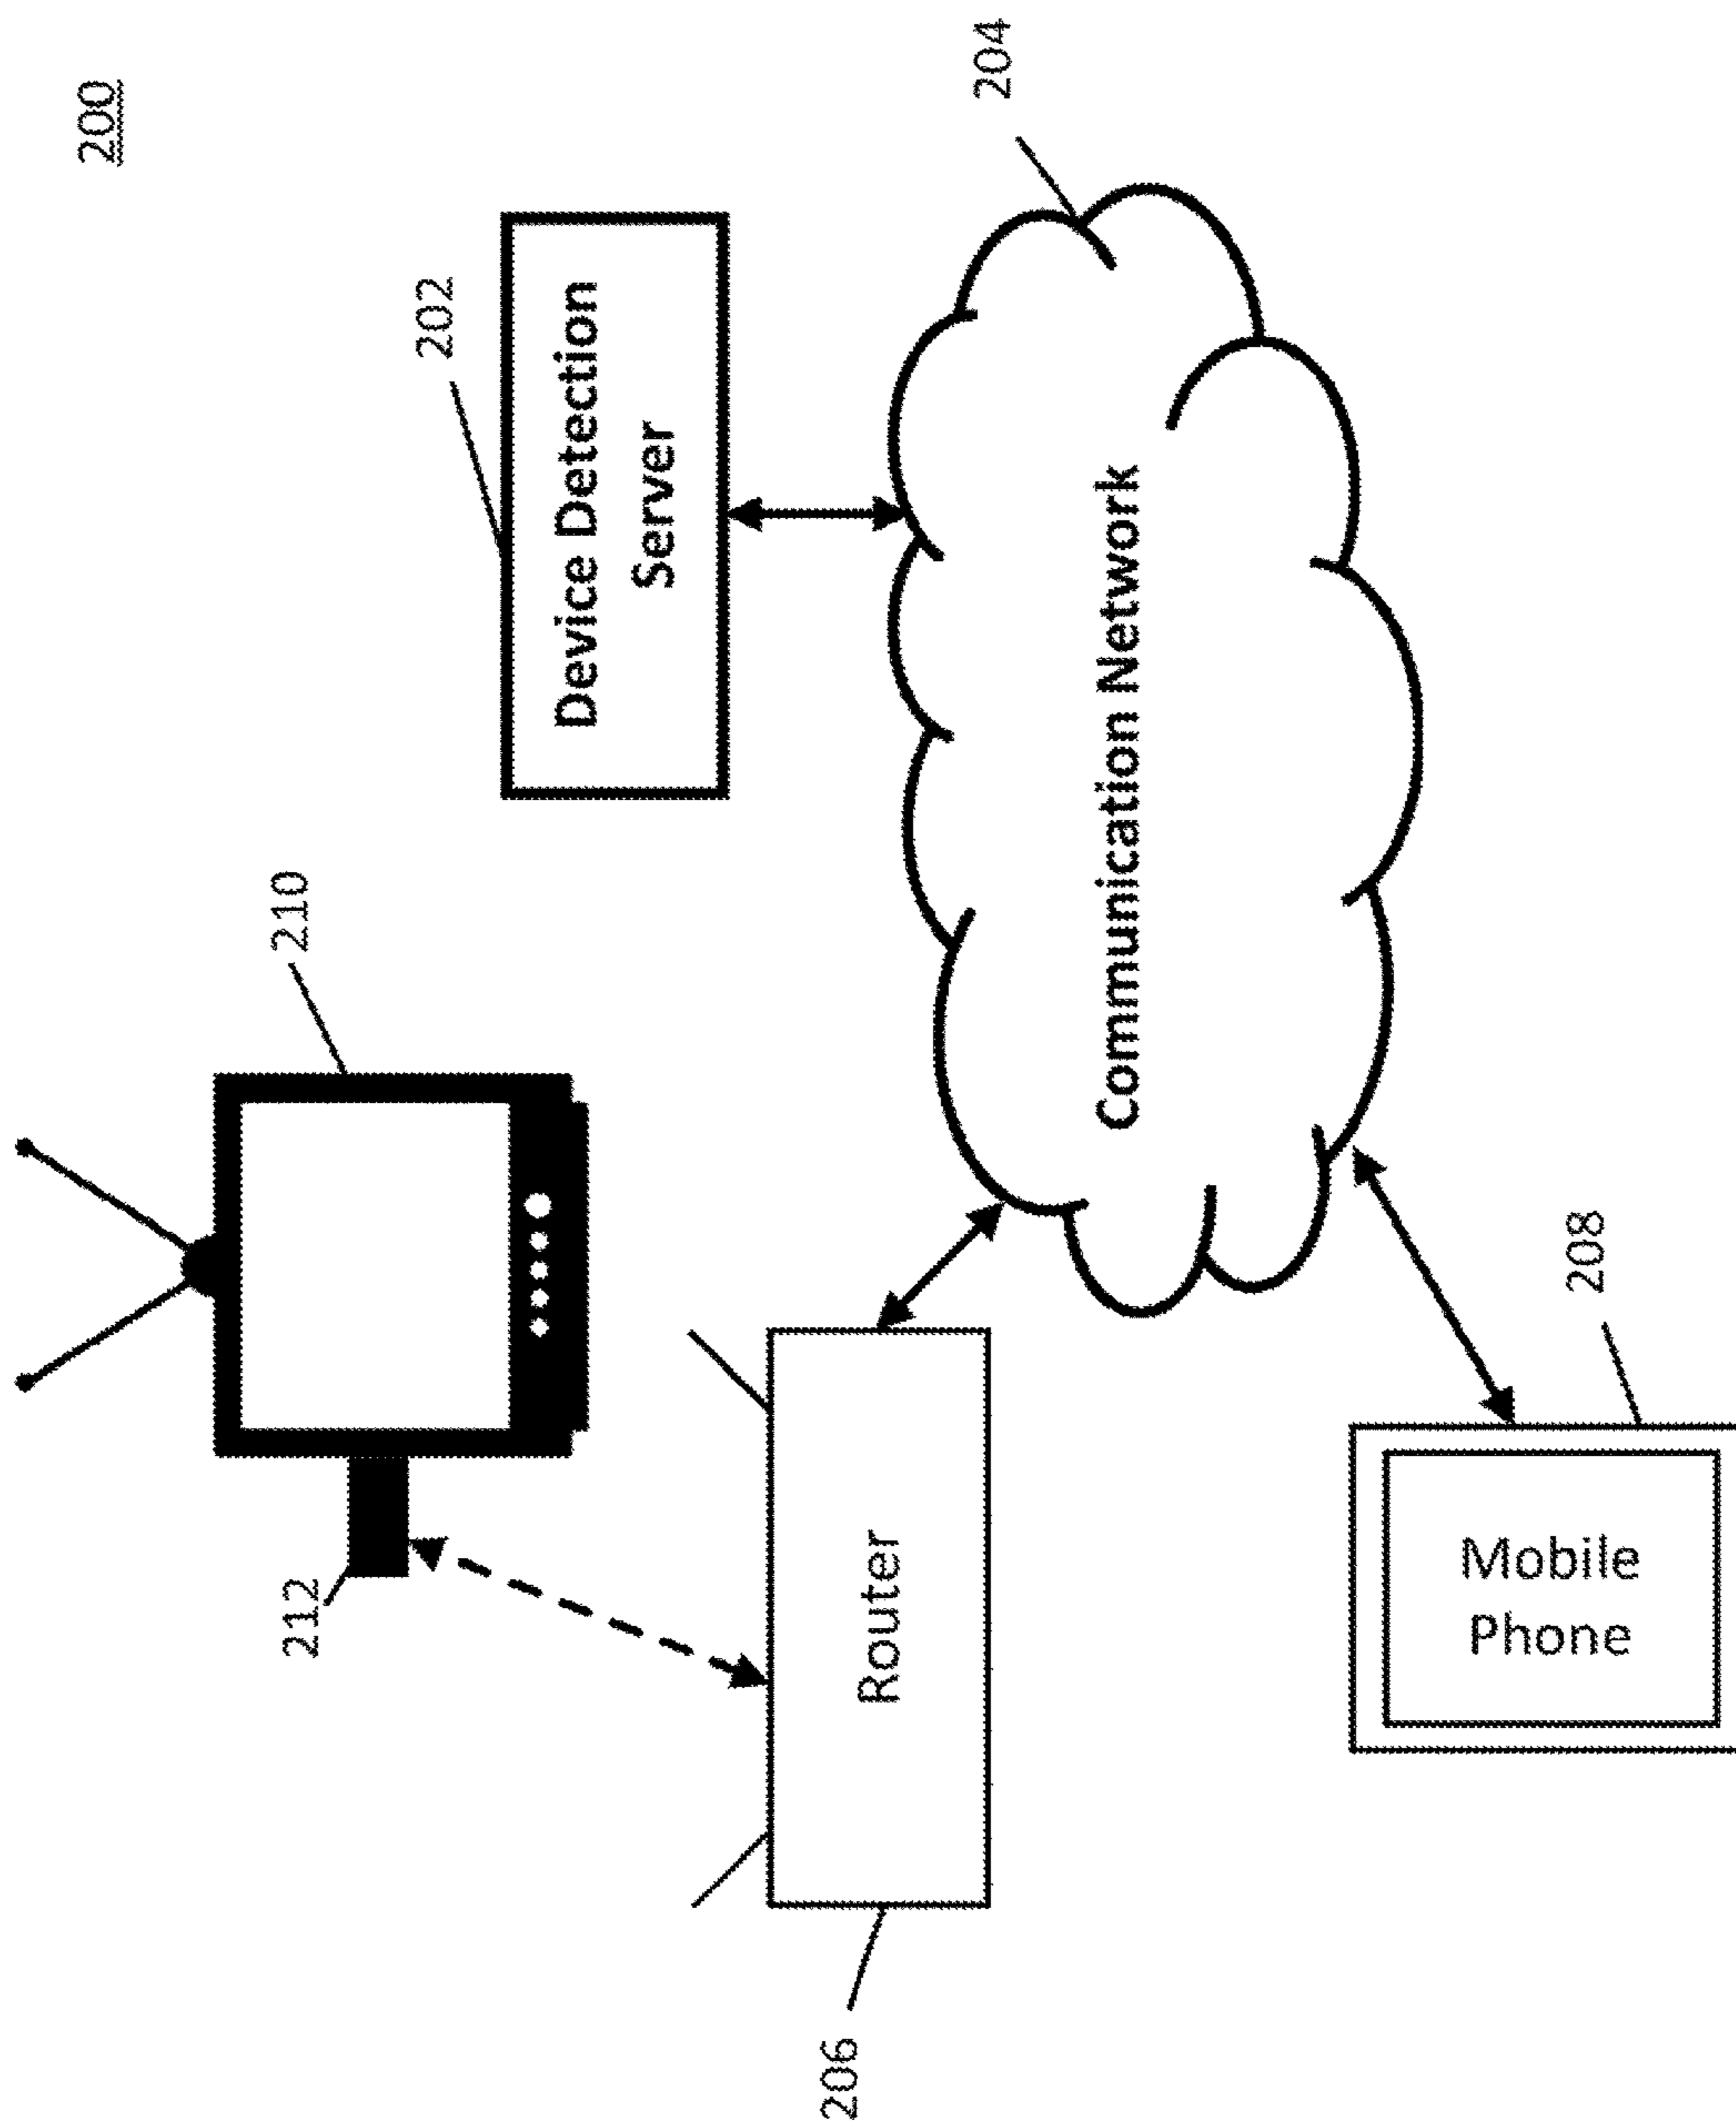 200
210
202
Device Detection
Server
212
204
206
Router
Communication Network
208
Mobile
Phone